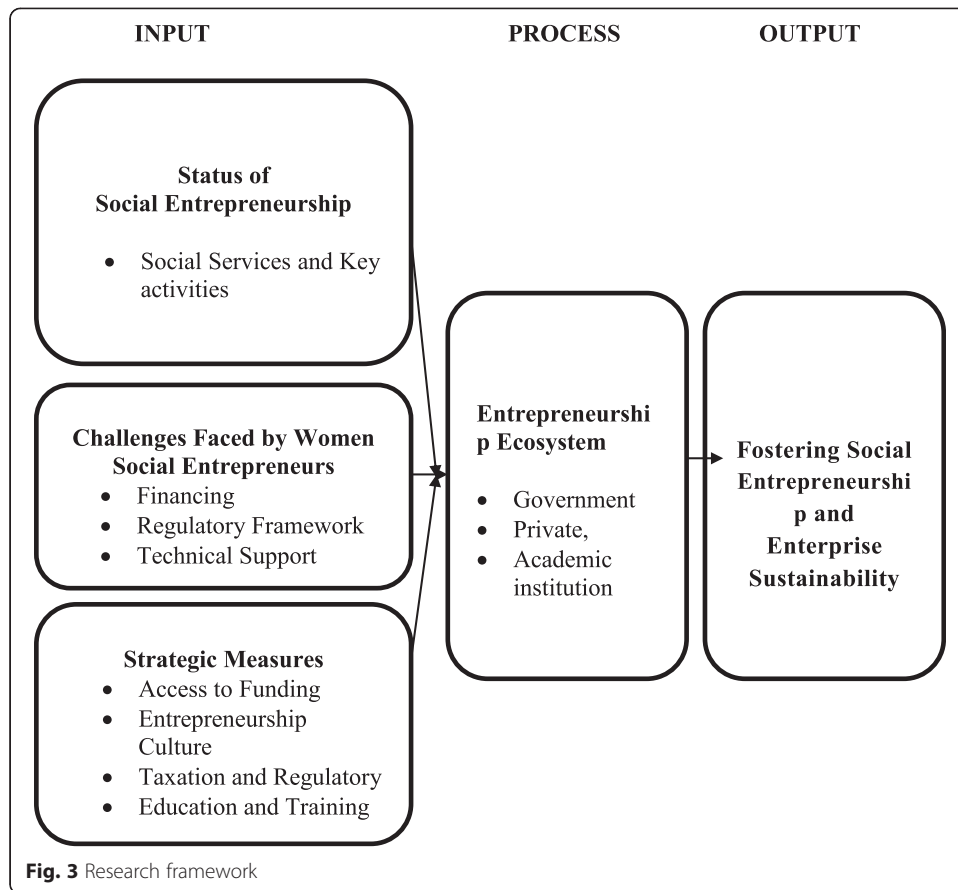 INPUT PROCESS OUTPUT
Status of
Social Entrepreneurship
• Social Services and Key
activities
Challenges Faced by Women
Social Entrepreneurs
• Financing
• Regulatory Framework
• Technical Support
Strategic Measures
• Access to Funding
• Entrepreneurship
Culture
• Taxation and Regulatory
• Education and Training
Entrepreneurshi
p Ecosystem
• Government
• Private,
• Academic
institution
Fostering Social
Entrepreneurshi
p and
Enterprise
Sustainability
Fig. 3 Research framework